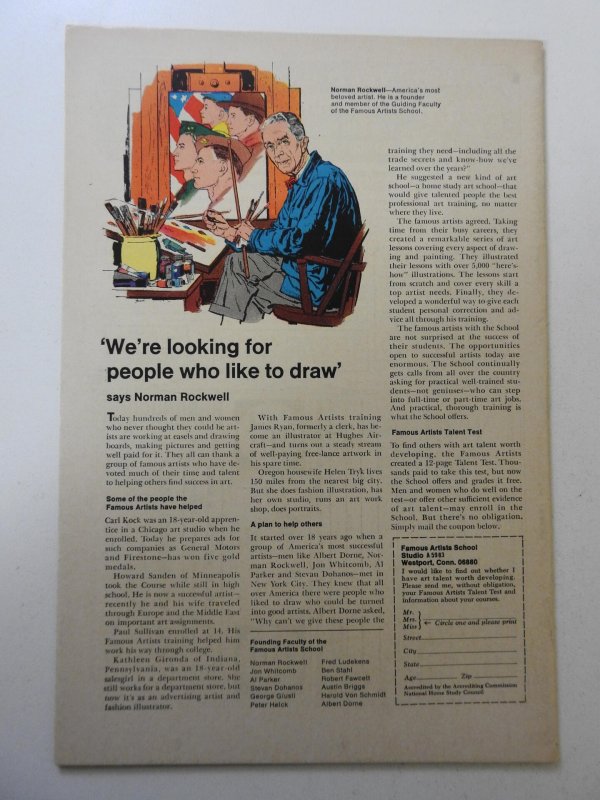 Norman Rockwell—America's most
beloved artist. He is a founder
and member of the Guiding Faculty
of the Famous Artists School.
'We're looking for
people who like to draw'
says Norman Rockwell
Today hundreds of men and women
who never thought they could be art-
ists are working at easels and drawing
boards, making pictures and getting
well paid for it. They all can thank a
group of famous artists who have de-
voted much of their time and talent
to helping others find success in art.
Some of the people the
Famous Artists have helped
Carl Kock was an 18-year-old appren-
tice in a Chicago art studio when he
enrolled. Today he prepares ads for
such companies as General Motors
and Firestone—has won five gold
medals.
Howard Sanden of Minneapolis
took the Course while still in high
school. He is now a successful artist—
recently he and his wife traveled
through Europe and the Middle East
on important art assignments.
Paul Sullivan enrolled at 14. His
Famous Artists training helped him
work his way through college.
Kathleen Gironda of Indiana,
Pennsylvania, was an 18-year-old
salesgirl in a department store. She
still works for a department store, but
now it's as an advertising artist and
fashion illustrator.
With Famous Artists training
James Ryan, formerly a clerk, has be-
come an illustrator at Hughes Air-
craft—and turns out a steady stream
of well-paying free-lance artwork in
his spare time.
Oregon housewife Helen Tryk lives
150 miles from the nearest big city.
But she does fashion illustration, has
her own studio, runs an art work
shop, does portraits.
A plan to help others
It started over 18 years ago when a
group of America's most successful
artists—men like Albert Dorne, Nor-
man Rockwell, Jon Whitcomb, Al
Parker and Stevan Dohanos—met in
New York City. They knew that all
over America there were people who
liked to draw who could be turned
into good artists. Albert Dorne asked,
"Why can't we give these people the
Founding Faculty of the
Famous Artists School
Norman Rockwell
Jon Whitcomb
Al Parker
Stevan Dohanos
George Giusti
Peter Helck
Fred Ludekens
Ben Stahl
Robert Fawcett
Austin Briggs
Harold Von Schmidt
Albert Dorne
training they need—including all the
trade secrets and know-how we've
learned over the years?"
He suggested a new kind of art
school—a home study art school—that
would give talented people the best
professional art training, no matter
where they live.
The famous artists agreed. Taking
time from their busy careers, they
created a remarkable series of art
lessons covering every aspect of draw-
ing and painting. They illustrated
their lessons with over 5,000 "here's-
how" illustrations. The lessons start
from scratch and cover every skill a
top artist needs. Finally, they de-
veloped a wonderful way to give each
student personal correction and ad-
vice all through his training.
The famous artists with the School
are not surprised at the success of
their students. The opportunities
open to successful artists today are
enormous. The School continually
gets calls from all over the country
asking for practical well-trained stu-
dents—not geniuses—who can step
into full-time or part-time art jobs.
And practical, thorough training is
what the School offers.
Famous Artists Talent Test
To find others with art talent worth
developing, the Famous Artists
created a 12-page Talent Test. Thou-
sands paid to take this test, but now
the School offers and grades it free.
Men and women who do well on the
test—or offer other sufficient evidence
of art talent—may enroll in the
School. But there's no obligation.
Simply mail the coupon below.
Famous Artists School
Studio A5983
Westport, Conn. 06880
I would like to find out whether I
have art talent worth developing.
Please send me, without obligation,
your Famous Artists Talent Test and
information about your courses.
Mr.
Mrs.
Miss
← Circle one and please print
Street
City
State
Age Zip
Accredited by the Accrediting Commission
National Home Study Council